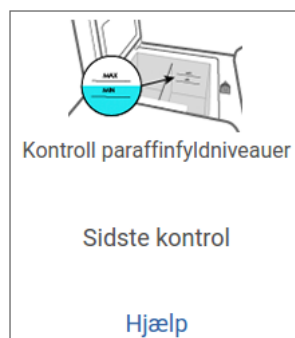 MAX
MIN
Kontroll paraffinfyldniveauer
Sidste kontrol
Hjælp